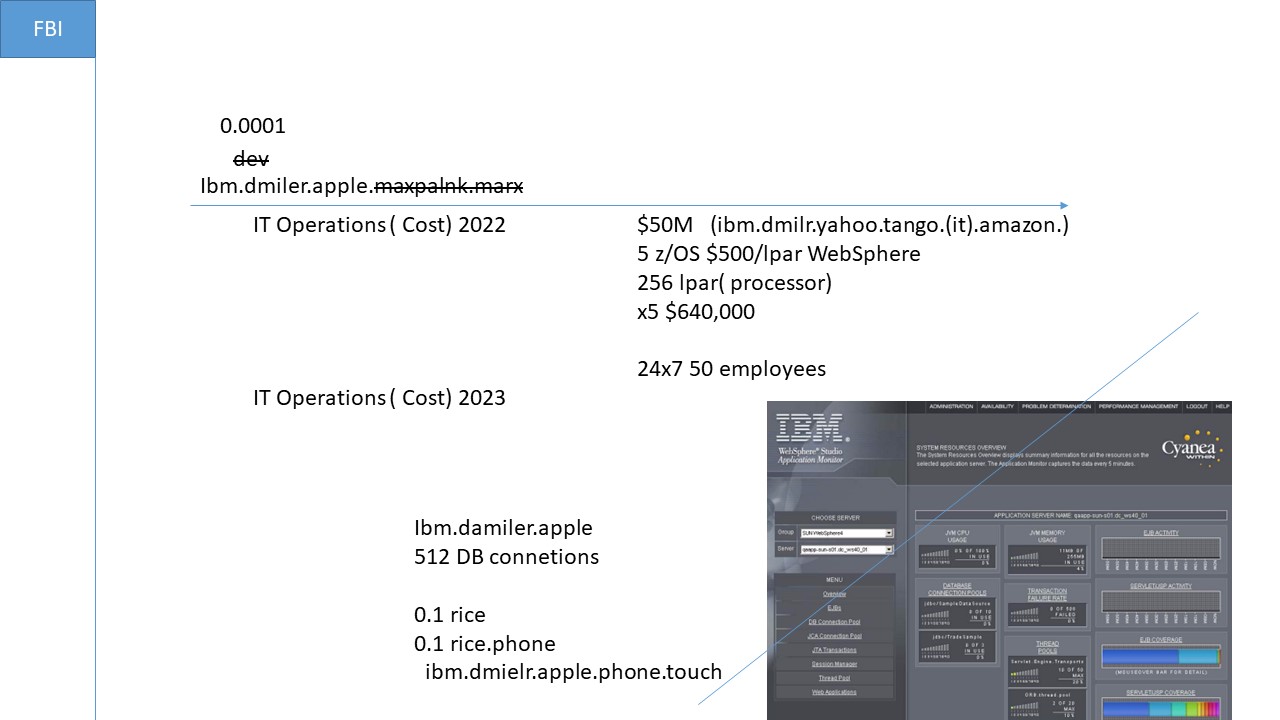 FBI
0.0001
dev
Ibm.dmiler.apple.maxpalnk.marx
IT Operations ( Cost) 2022
$50M (ibm.dmilr.yahoo.tango.(it).amazon.)
5 z/OS $500/lpar WebSphere
256 lpar( processor)
x5 $640,000
24x7 50 employees
IT Operations ( Cost) 2023
Ibm.damiler.apple
512 DB connetions
0.1 rice
0.1 rice.phone
ibm.dmielr.apple.phone.touch
ADMINISTRATION AVAILABILITY PROBLEM DETERMINATION PERFORMANCE MANAGEMENT LOGOUT HELP
IBM.
WebSphere® Studio
Application Monitor
SYSTEM RESOURCES OVERVIEW
The System Resources Overview displays summary information for all the resources on the
selected application server. The Application Monitor captures the data every 5 minutes.
Cyanea
WITHIN
CHOOSE SERVER
Group SUN WebSphere4
Server qaapp-sun-s01.dc_ws40_01
MENU
Overview
EJBs
DB Connection Pool
JCA Connection Pool
JTA Transactions
Session Manager
Thread Pool
Web Applications
APPLICATION SERVER NAME: qaapp-sun-s01.dc_ws40_01
JVM CPU
USAGE
0% OF 100%
IN USE
0%
JVM MEMORY
USAGE
11MB OF
256MB
IN USE
4%
EJB ACTIVITY
DATABASE
CONNECTION POOLS
jdbc/SampleDataSource
0 OF 10
IN USE
0%
jdbc/TradeSample
0 OF 3
IN USE
0%
TRANSACTION
FAILURE RATE
0 OF 500
FAILED
0%
SERVLET/JSP ACTIVITY
THREAD
POOLS
Servlet.Engine.Transports
10 OF 50
MAX
20%
ORB.thread.pool
2 OF 20
MAX
10%
EJB COVERAGE
(MOUSEOVER BAR FOR DETAIL)
SERVLET/JSP COVERAGE